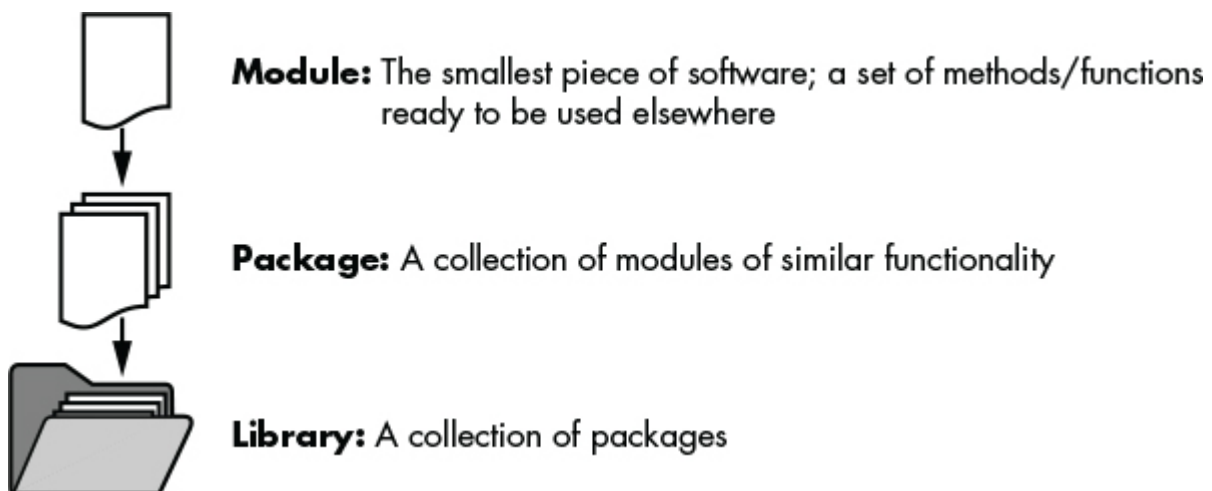 Module: The smallest piece of software; a set of methods/functions
ready to be used elsewhere
Package: A collection of modules of similar functionality
Library: A collection of packages